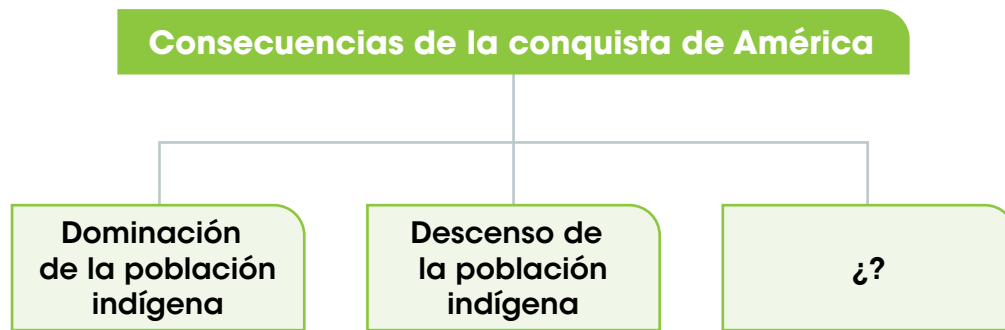 Consecuencias de la conquista de América
Dominación
de la población
indígena
Descenso de
la población
indígena
¿?